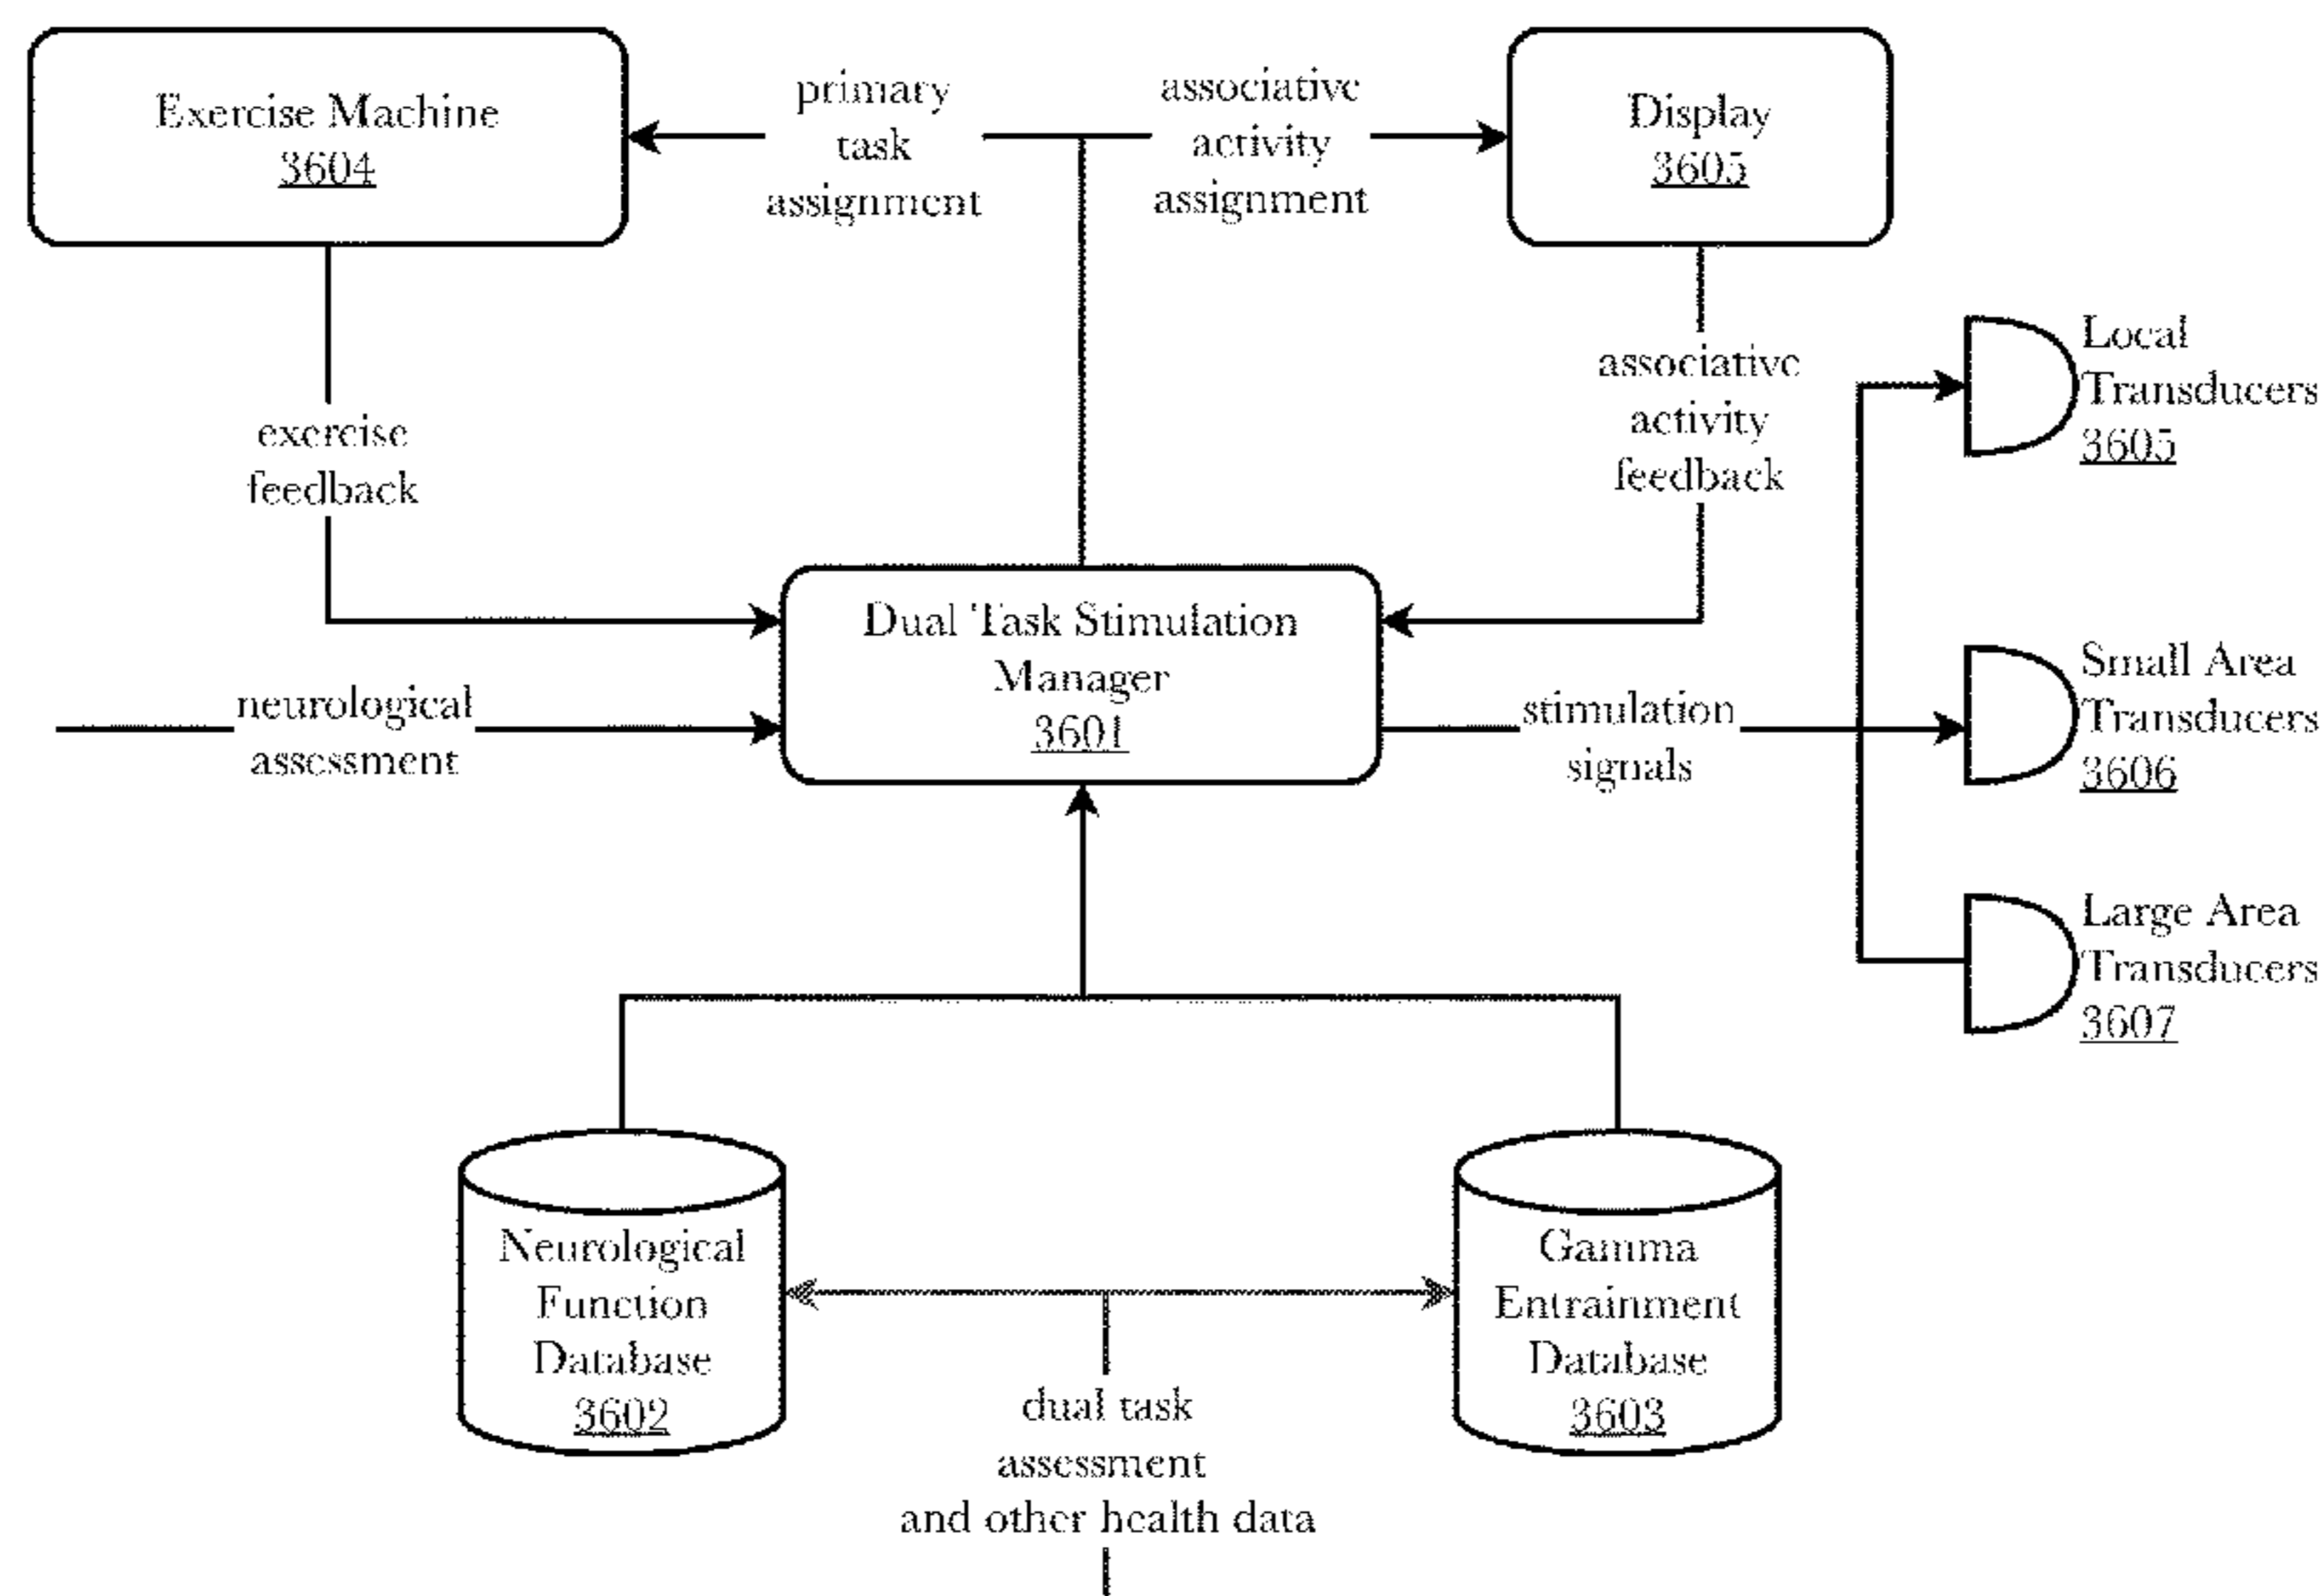 Exercise Machine
3604
primary
task
assignment
associative
activity
assignment
Display
3605
exercise
feedback
associative
activity
feedback
Local
Transducers
3605
Dual Task Stimulation
Manager
3601
neurological
assessment
stimulation
signals
Small Area
Transducers
3606
Large Area
Transducers
3607
Neurological
Function
Database
3602
Gamma
Entrainment
Database
3603
dual task
assessment
and other health data